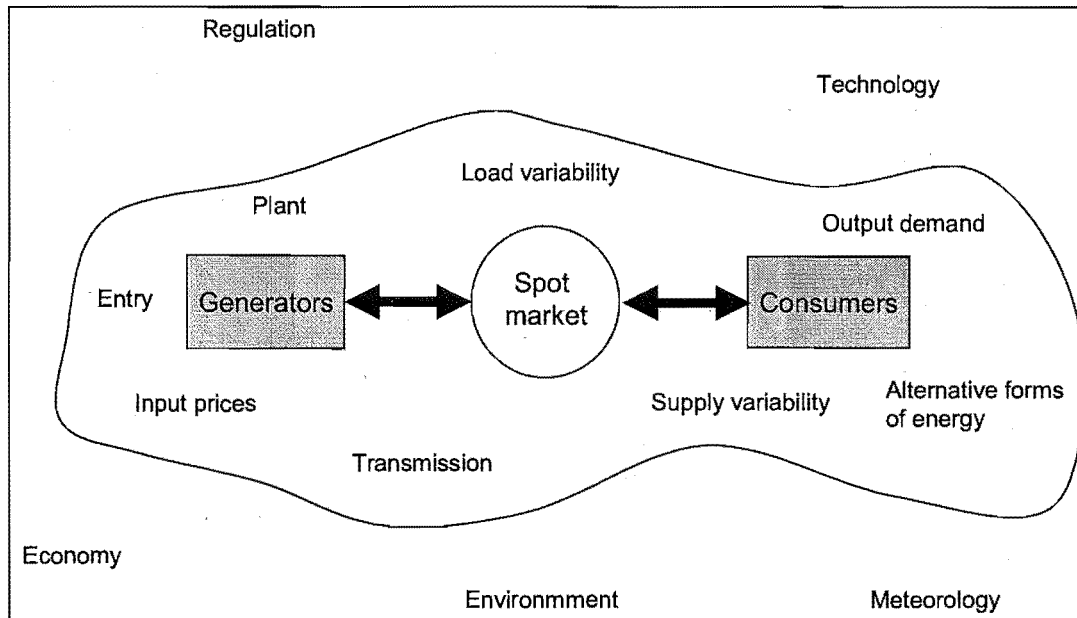 Regulation
Technology
Load variability
Plant
Output demand
Entry
Generators
Spot
market
Consumers
Input prices
Supply variability
Alternative forms
of energy
Transmission
Economy
Environmment
Meteorology